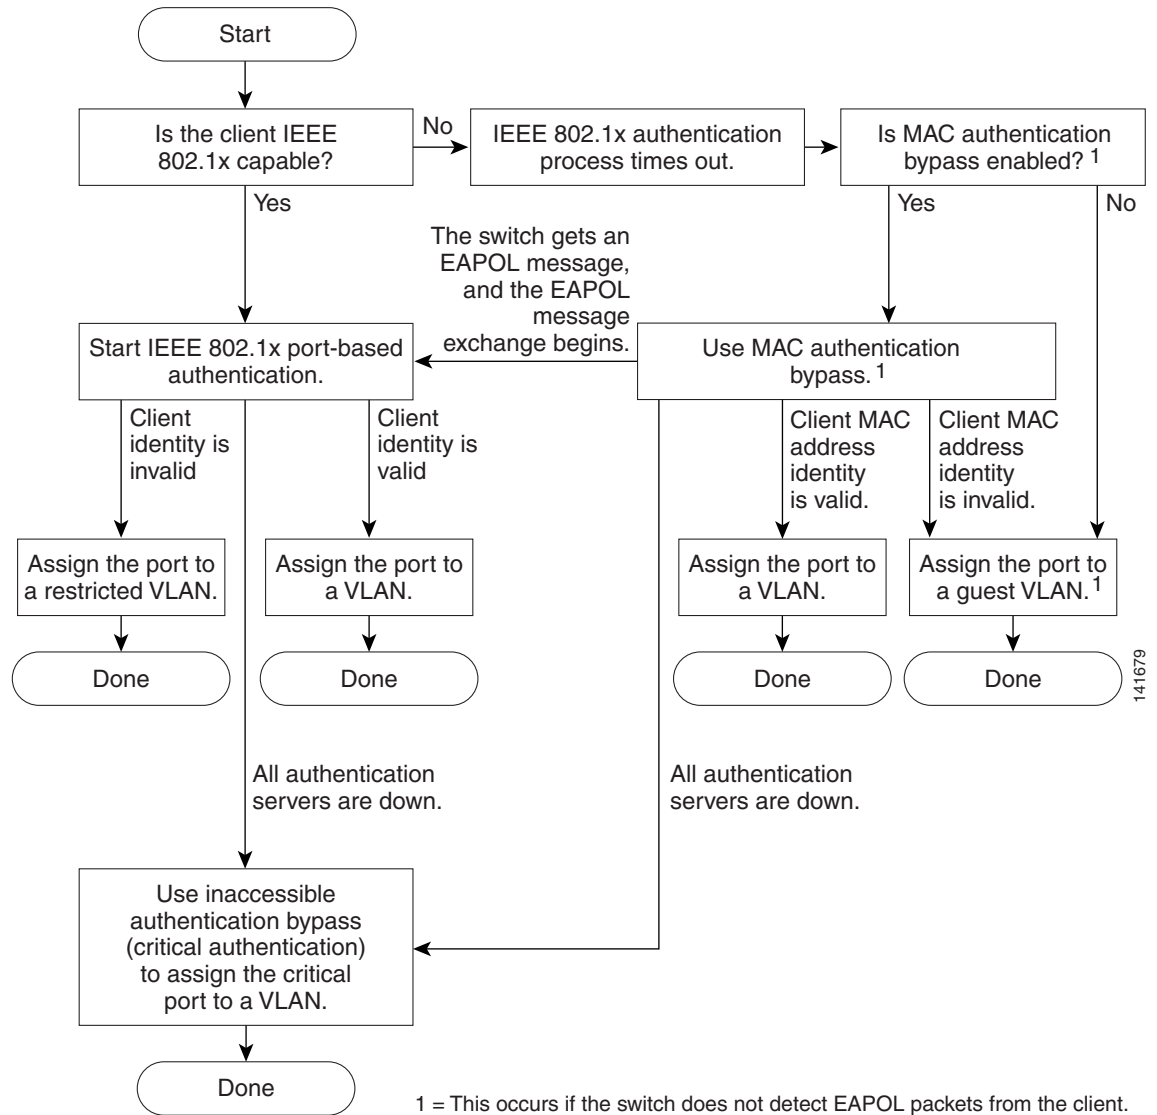 Start
Is the client IEEE
802.1x capable?
No
IEEE 802.1x authentication
process times out.
Is MAC authentication
bypass enabled? 1
Yes
Yes
No
The switch gets an
EAPOL message,
and the EAPOL
message
exchange begins.
Start IEEE 802.1x port-based
authentication.
Use MAC authentication
bypass. 1
Client
identity is
invalid
Client
identity is
valid
Client MAC
address
identity
is valid.
Client MAC
address
identity
is invalid.
Assign the port to
a restricted VLAN.
Assign the port to
a VLAN.
Assign the port to
a VLAN.
Assign the port to
a guest VLAN. 1
Done
Done
Done
Done
141679
All authentication
servers are down.
All authentication
servers are down.
Use inaccessible
authentication bypass
(critical authentication)
to assign the critical
port to a VLAN.
Done
1 = This occurs if the switch does not detect EAPOL packets from the client.